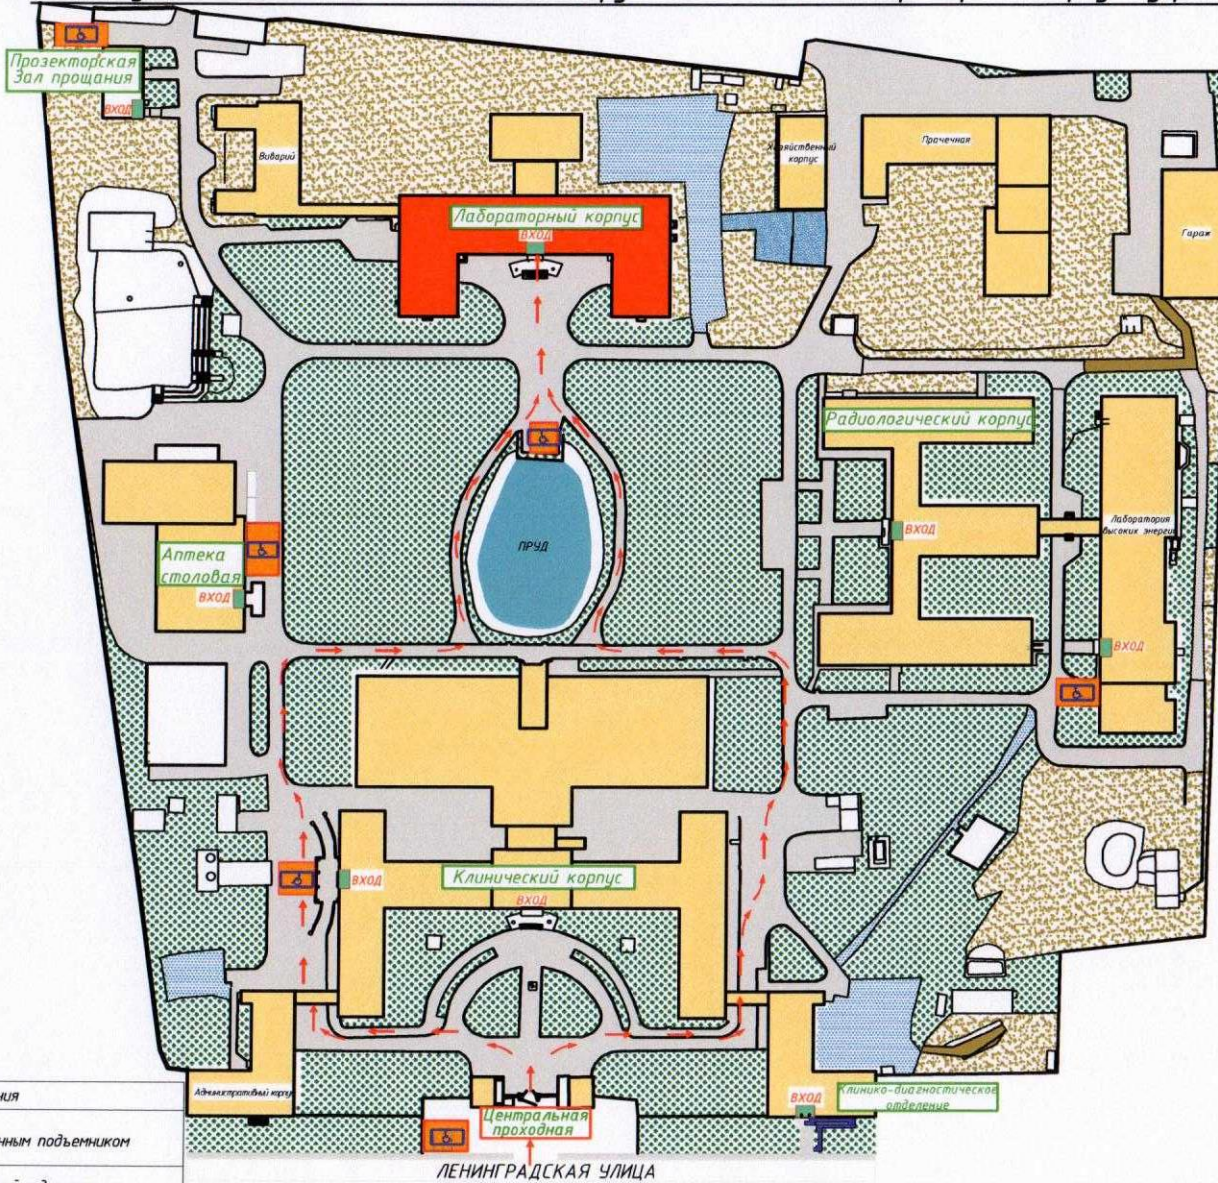 Прозекторская
Зал прощания
ВХОД
Виварий
Хозяйственный
корпус
Прачечная
Гараж
Лабораторный корпус
ВХОД
Радиологический корпус
ВХОД
Лаборатория
высоких энергий
ВХОД
Аптека
столовая
ВХОД
ПРУД
Клинический корпус
ВХОД
ВХОД
Административный корпус
Центральная
проходная
ВХОД
Клинико-диагностическое
отделение
ЛЕНИНГРАДСКАЯ УЛИЦА
подъемником